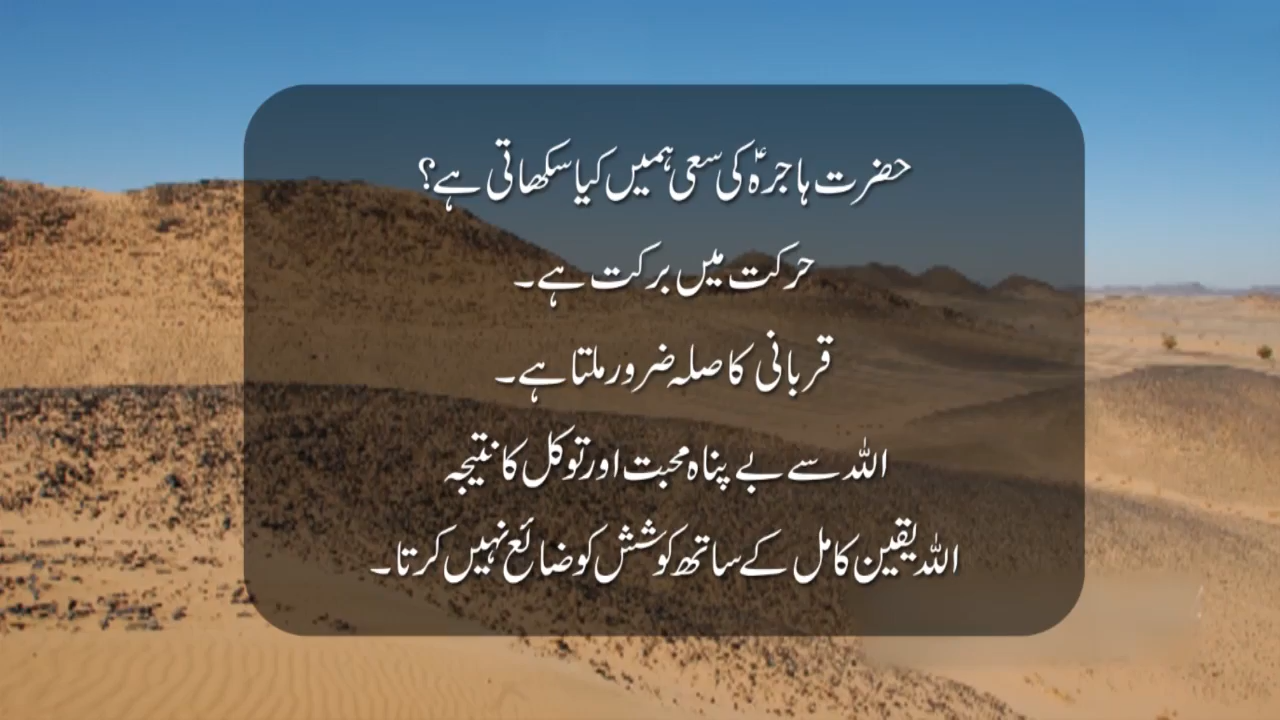 حضرت ہاجرہؑ کی سعی ہمیں کیا سکھاتی ہے؟
حرکت میں برکت ہے۔
قربانی کا صلہ ضرور ملتا ہے۔
اللہ سے بے پناہ محبت اور توکل کا نتیجہ
اللہ یقین کامل کے ساتھ کوشش کو ضائع نہیں کرتا۔